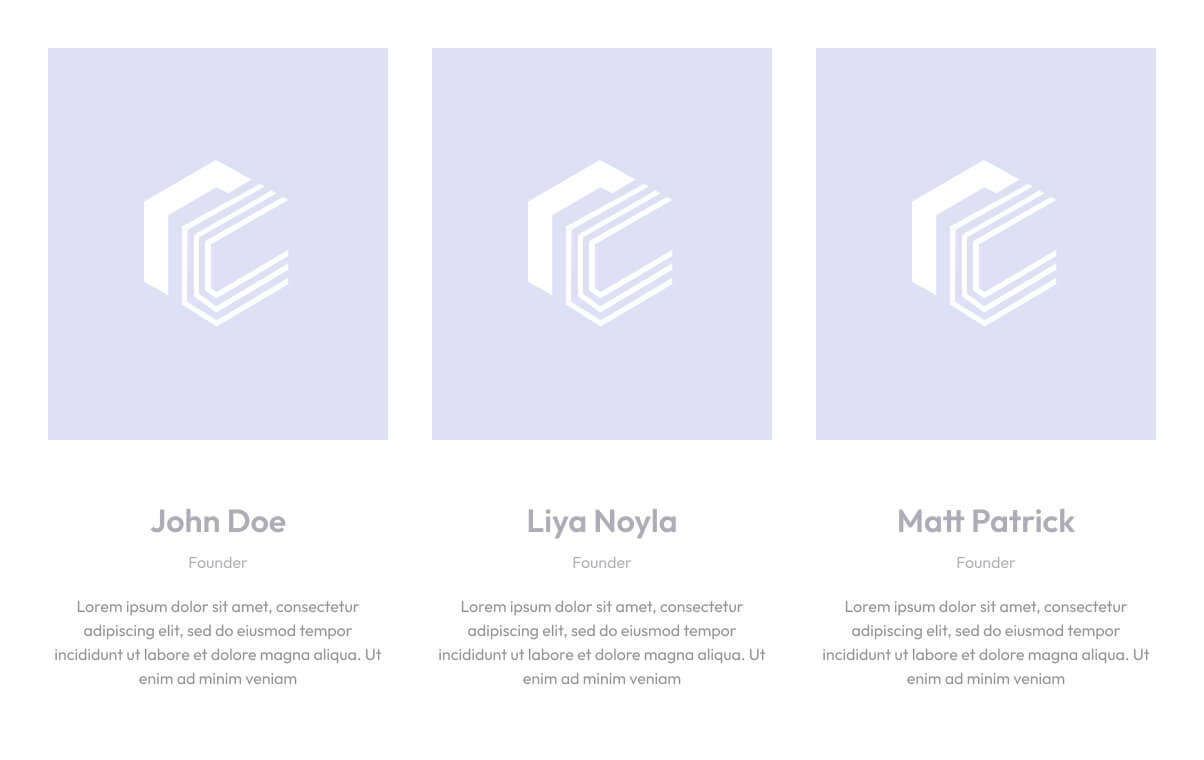 John Doe
Founder
Lorem ipsum dolor sit amet, consectetur
adipiscing elit, sed do eiusmod tempor
incididunt ut labore et dolore magna aliqua. Ut
enim ad minim veniam
Liya Noyla
Founder
Lorem ipsum dolor sit amet, consectetur
adipiscing elit, sed do eiusmod tempor
incididunt ut labore et dolore magna aliqua. Ut
enim ad minim veniam
Matt Patrick
Founder
Lorem ipsum dolor sit amet, consectetur
adipiscing elit, sed do eiusmod tempor
incididunt ut labore et dolore magna aliqua. Ut
enim ad minim veniam